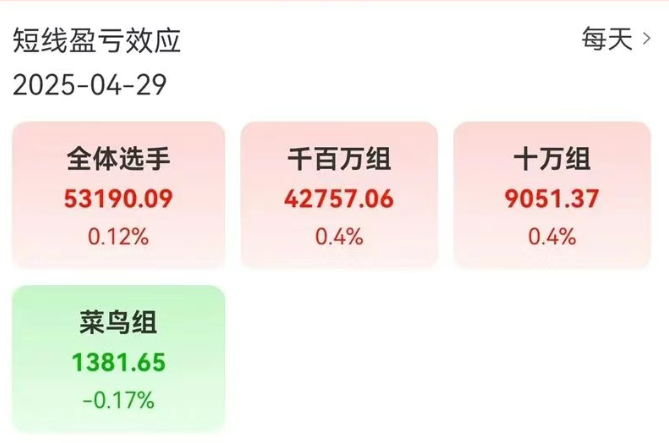 短线盈亏效应
每天 >
2025-04-29
全体选手
53190.09
0.12%
千百万组
42757.06
0.4%
十万组
9051.37
0.4%
菜鸟组
1381.65
-0.17%